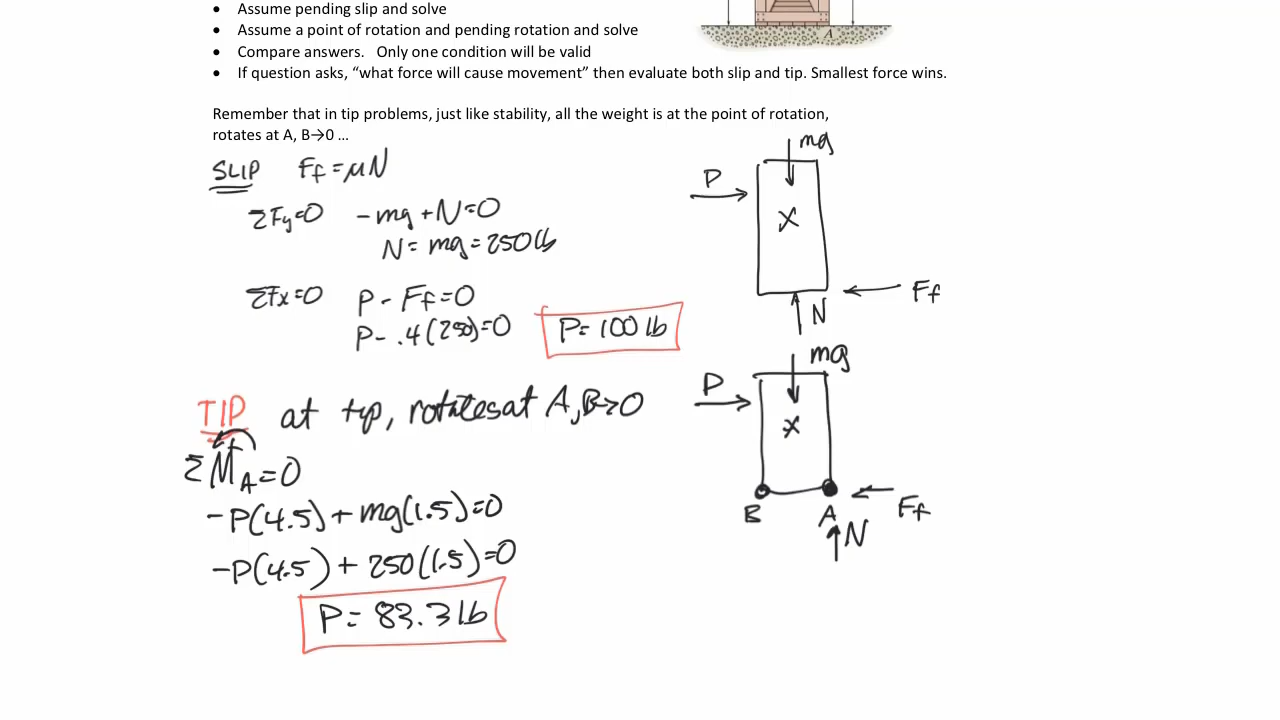 • Assume pending slip and solve
• Assume a point of rotation and pending rotation and solve
• Compare answers. Only one condition will be valid
• If question asks, “what force will cause movement” then evaluate both slip and tip. Smallest force wins.
A
Remember that in tip problems, just like stability, all the weight is at the point of rotation,
rotates at A, B→0 …
SLIP Ff = μN
ΣFy=0 -mg +N=0
N= mg = 250 lb
ΣFx=0 P - Ff = 0
P - .4(250)=0 P= 100 lb
mg
P
X
Ff
N
TIP at tip, rotates at A, B→0
ΣMA=0
-P(4.5)+mg(1.5)=0
-P(4.5) + 250(1.5)=0
P= 83.3 lb
mg
P
X
B A Ff
N